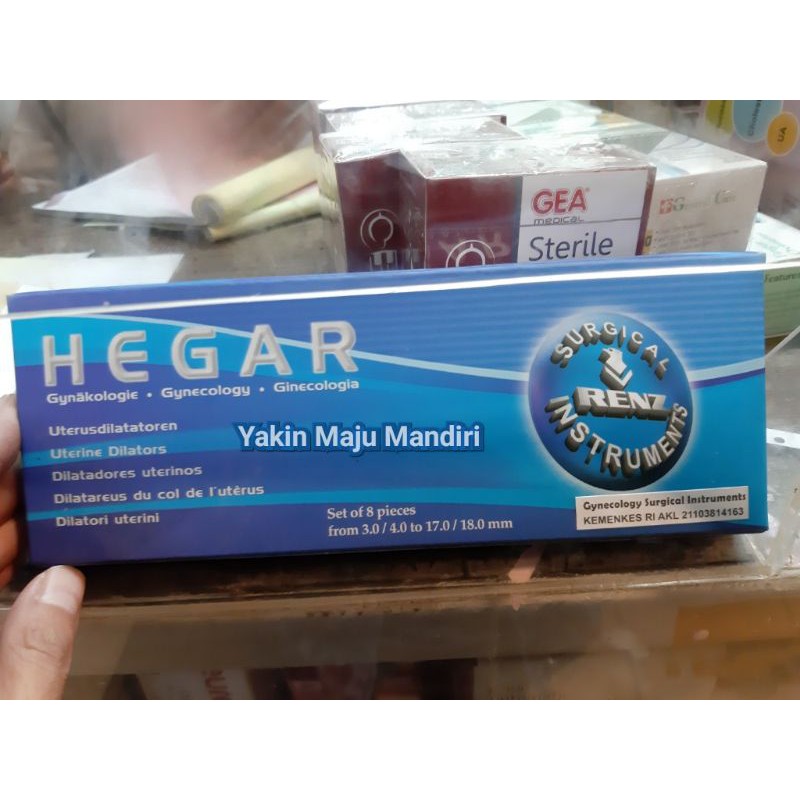 GEA®
medical
Sterile
UA
Features
HEGAR
Gynäkologie • Gynecology • Ginecologia
Uterusdilatatoren
Uterine Dilators
Dilatadores uterinos
Dilatareus du col de l'utérus
Dilatori uterini
Yakin Maju Mandiri
Set of 8 pieces
from 3.0 / 4.0 to 17.0 / 18.0 mm
SURGICAL
RENZ
INSTRUMENTS
Gynecology Surgical Instruments
KEMENKES RI AKL 21103814163